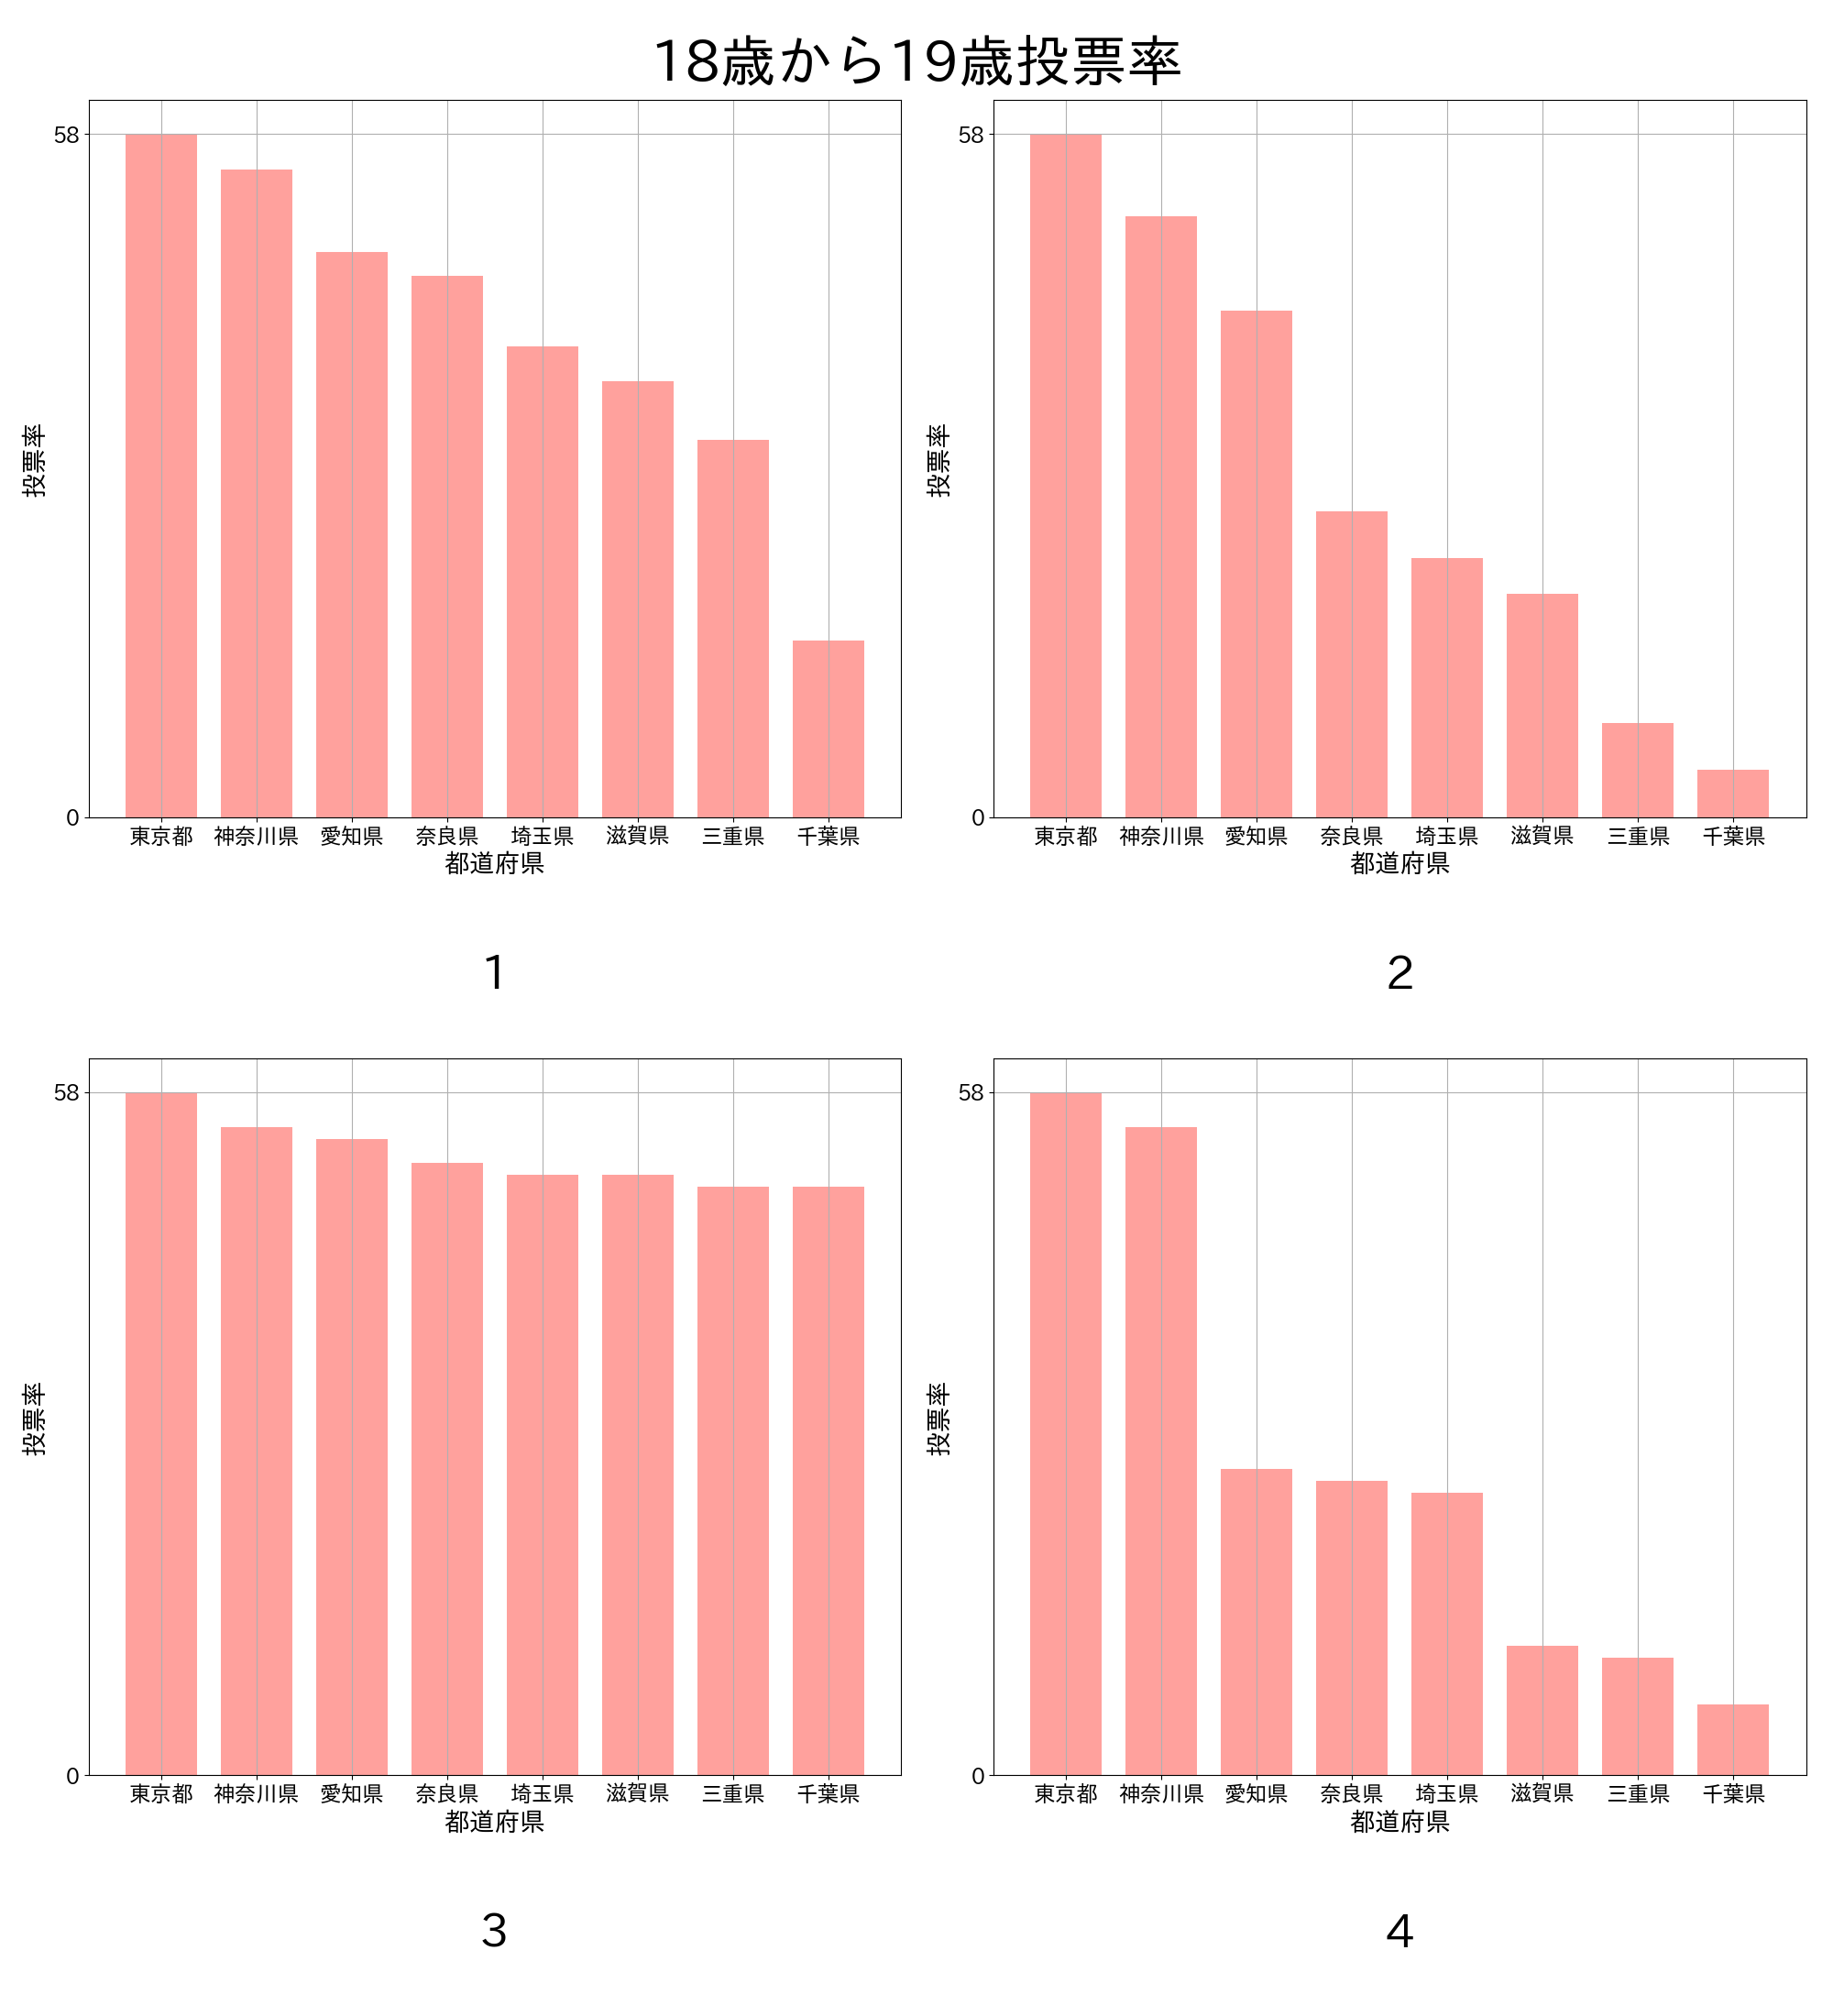 18歳から19歳投票率
58
0
投票率
東京都 神奈川県 愛知県 奈良県 埼玉県 滋賀県 三重県 千葉県
都道府県
1
58
0
投票率
東京都 神奈川県 愛知県 奈良県 埼玉県 滋賀県 三重県 千葉県
都道府県
2
58
0
投票率
東京都 神奈川県 愛知県 奈良県 埼玉県 滋賀県 三重県 千葉県
都道府県
3
58
0
投票率
東京都 神奈川県 愛知県 奈良県 埼玉県 滋賀県 三重県 千葉県
都道府県
4